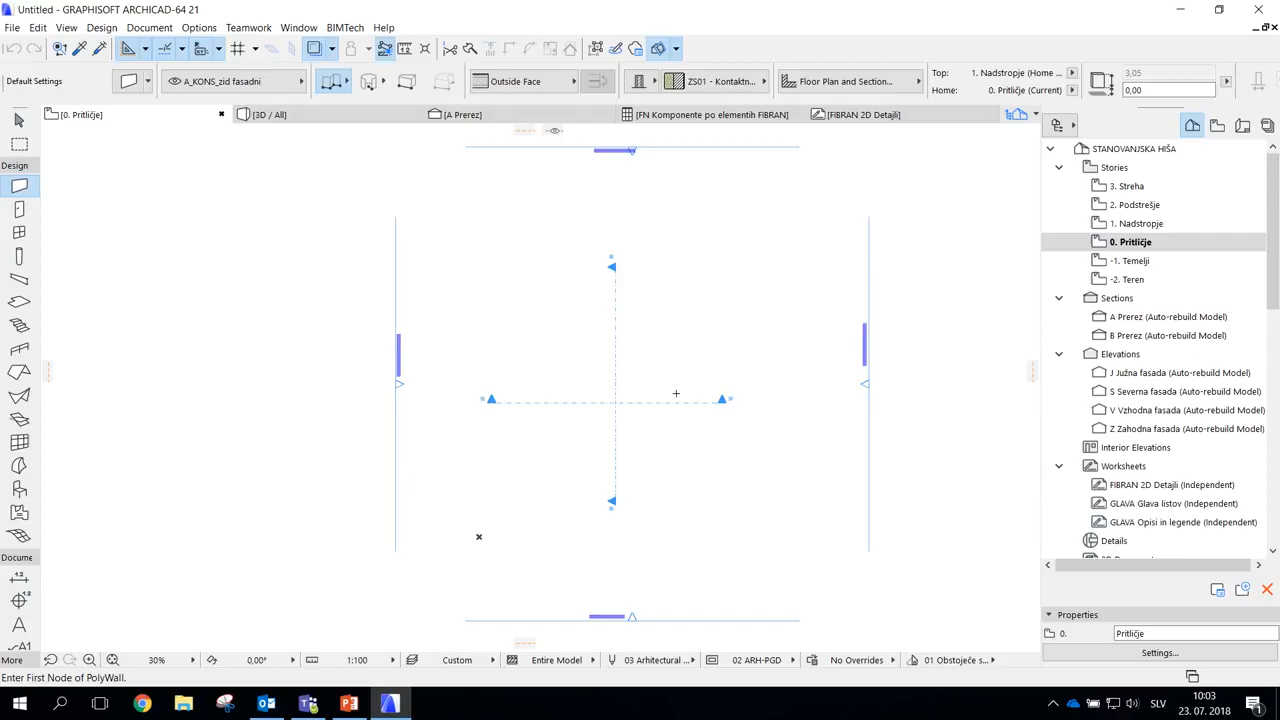 Untitled - GRAPHISOFT ARCHICAD-64 21
File Edit View Design Document Options Teamwork Window BIMTech Help
Default Settings
A_KONS_zid fasadni
Outside Face
ZS01 - Kontaktn...
Floor Plan and Section...
Top: 1. Nadstropje (Home ...
Home: 0. Pritličje (Current)
3,05
0,00
[0. Pritličje]
[3D / All]
[A Prerez]
[FN Komponente po elementih FIBRAN]
[FIBRAN 2D Detajli]
Design
STANOVANJSKA HIŠA
Stories
3. Streha
2. Podstrešje
1. Nadstropje
0. Pritličje
-1. Temelji
-2. Teren
Sections
A Prerez (Auto-rebuild Model)
B Prerez (Auto-rebuild Model)
Elevations
J Južna fasada (Auto-rebuild Model)
S Severna fasada (Auto-rebuild Model)
V Vzhodna fasada (Auto-rebuild Model)
Z Zahodna fasada (Auto-rebuild Model)
Interior Elevations
Worksheets
FIBRAN 2D Detajli (Independent)
GLAVA Glava listov (Independent)
GLAVA Opisi in legende (Independent)
Details
Docume
Properties
0. Pritličje
Settings...
More
30%
0,00°
1:100
Custom
Entire Model
03 Arhitectural ...
02 ARH-PGD
No Overrides
01 Obstoječe s...
Enter First Node of PolyWall.
SLV
10:03
23. 07. 2018